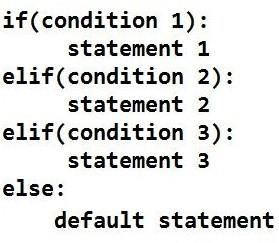 if(condition 1):
statement 1
elif(condition 2):
statement 2
elif(condition 3):
statement 3
else:
default statement